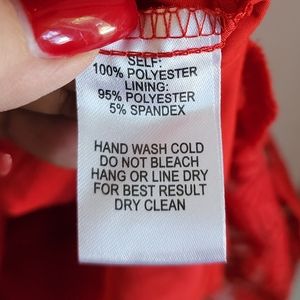 SELF:
100% POLYESTER
LINING:
95% POLYESTER
5% SPANDEX
HAND WASH COLD
DO NOT BLEACH
HANG OR LINE DRY
FOR BEST RESULT
DRY CLEAN